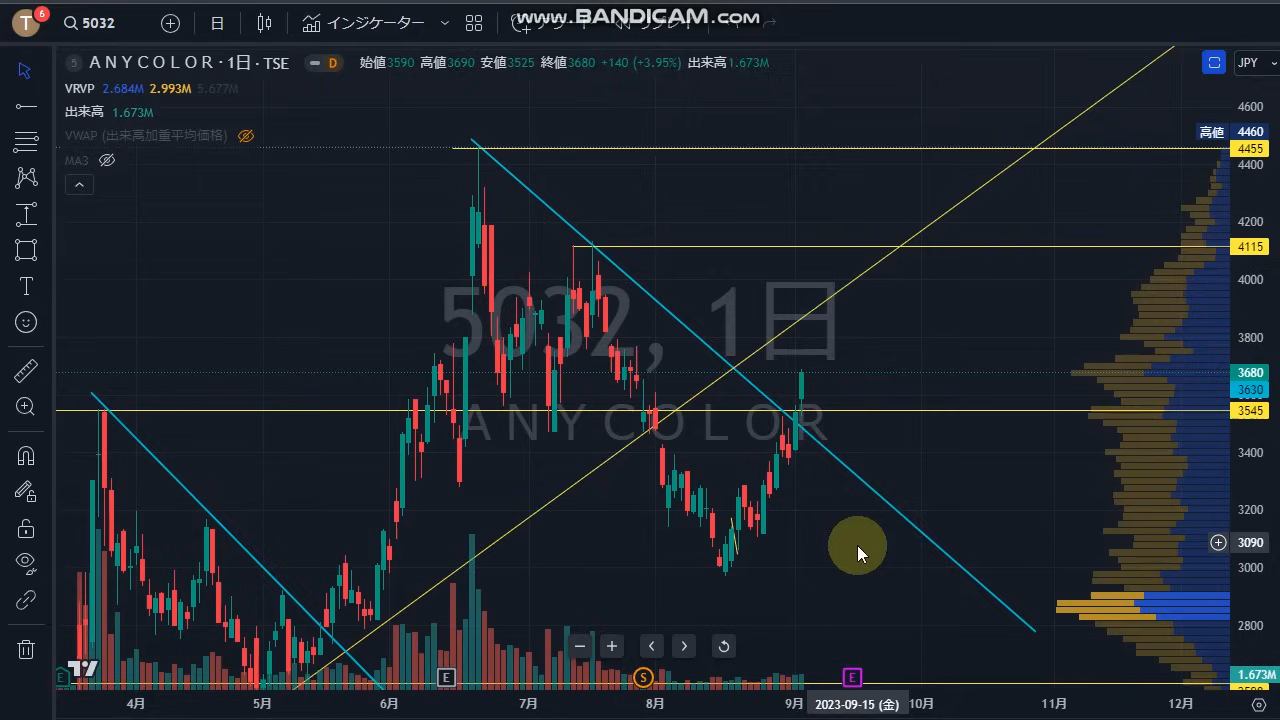 T 6 5032 日 インジケーター
www.BANDICAM.com
5 ANYCOLOR・1日・TSE D 始値3590 高値3690 安値3525 終値3680 +140 (+3.95%) 出来高1.673M
JPY
VRVP 2.684M 2.993M 5.677M
出来高 1.673M
VWAP (出来高加重平均価格)
MA3
5032, 1日
ANYCOLOR
4600
高値 4460
4455
4400
4200
4115
4000
3800
3680
3630
3545
3400
3200
3090
3000
2800
1.673M
E E S E
4月 5月 6月 7月 8月 9月 2023-09-15 (金) 10月 11月 12月